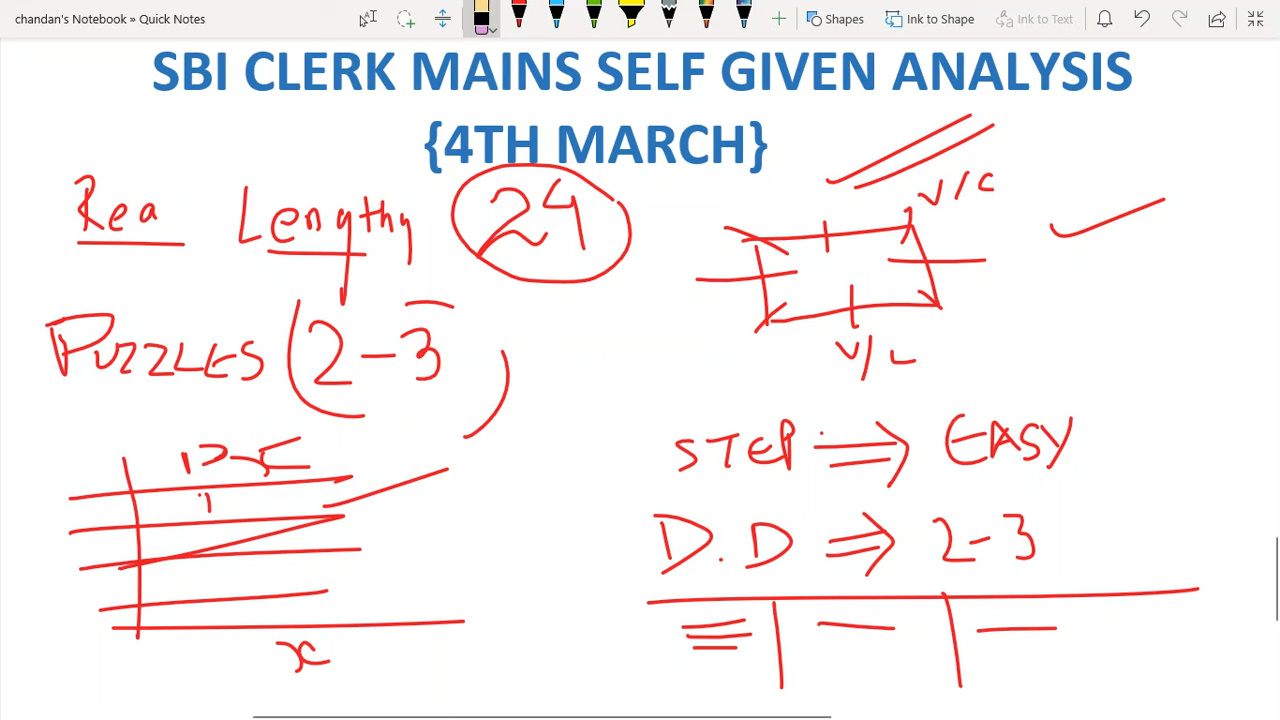 chandan's Notebook » Quick Notes
Shapes
Ink to Shape
Ink to Text
SBI CLERK MAINS SELF GIVEN ANALYSIS
{4TH MARCH}
Rea Lengthy 24
V/C
PUZZLES (2-3)
V/L
STEP ⇒ EASY
D.D ⇒ 2-3
x